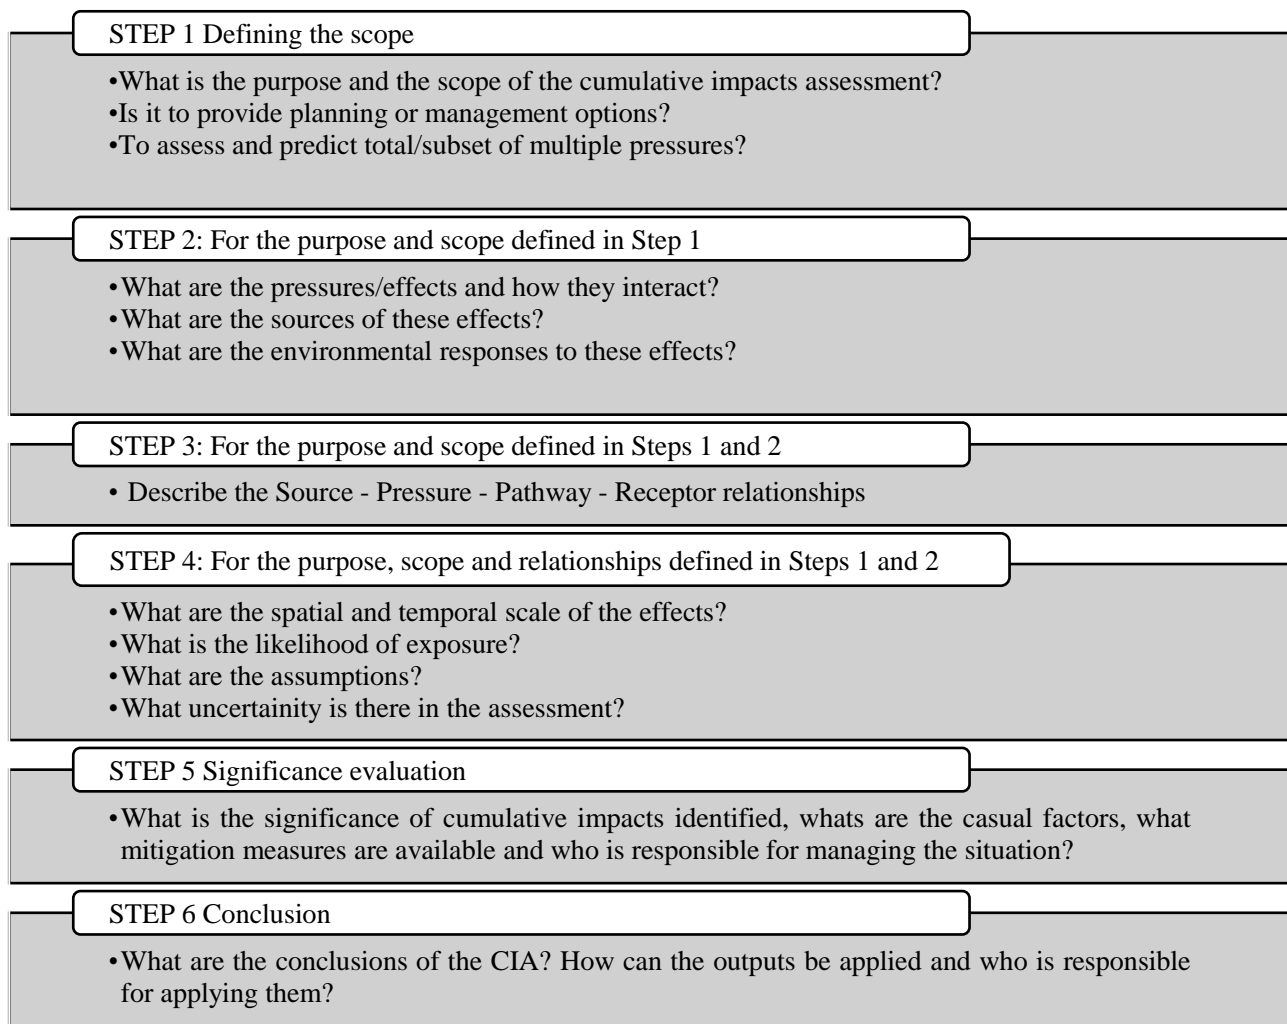 STEP 1 Defining the scope
•What is the purpose and the scope of the cumulative impacts assessment?
•Is it to provide planning or management options?
•To assess and predict total/subset of multiple pressures?
STEP 2: For the purpose and scope defined in Step 1
•What are the pressures/effects and how they interact?
•What are the sources of these effects?
•What are the environmental responses to these effects?
STEP 3: For the purpose and scope defined in Steps 1 and 2
• Describe the Source - Pressure - Pathway - Receptor relationships
STEP 4: For the purpose, scope and relationships defined in Steps 1 and 2
•What are the spatial and temporal scale of the effects?
•What is the likelihood of exposure?
•What are the assumptions?
•What uncertainity is there in the assessment?
STEP 5 Significance evaluation
•What is the significance of cumulative impacts identified, whats are the casual factors, what
mitigation measures are available and who is responsible for managing the situation?
STEP 6 Conclusion
•What are the conclusions of the CIA? How can the outputs be applied and who is responsible
for applying them?